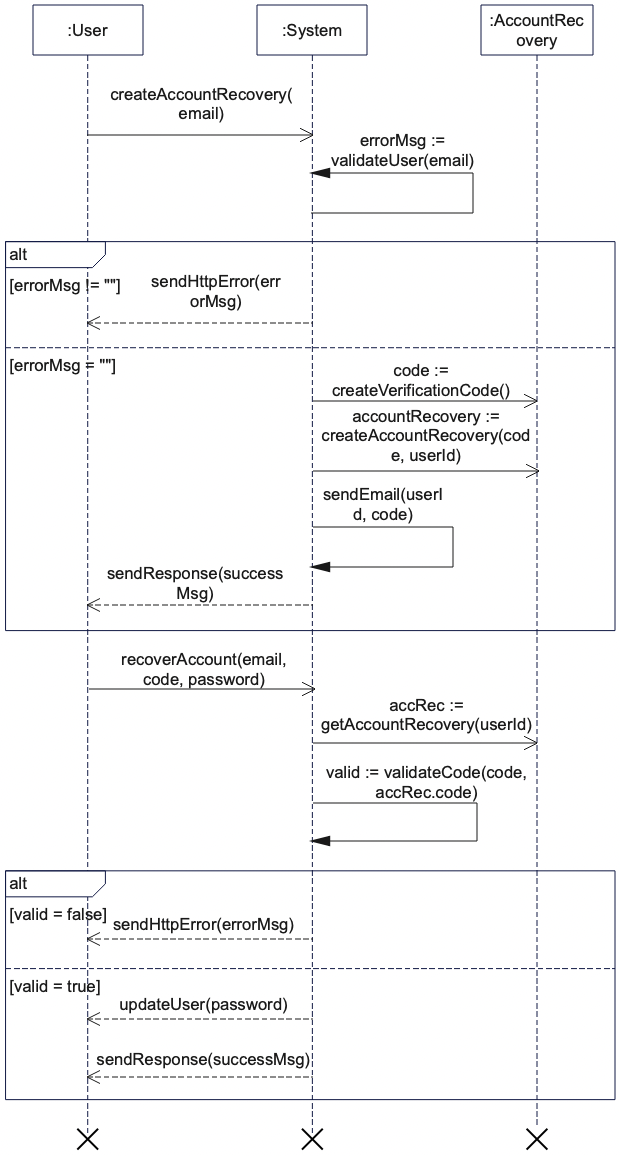 :User
:System
:AccountRec
overy
createAccountRecovery(
email)
errorMsg :=
validateUser(email)
alt
[errorMsg != ""]
sendHttpError(err
orMsg)
[errorMsg = ""]
code :=
createVerificationCode()
accountRecovery :=
createAccountRecovery(cod
e, userId)
sendEmail(userI
d, code)
sendResponse(success
Msg)
recoverAccount(email,
code, password)
accRec :=
getAccountRecovery(userId)
valid := validateCode(code,
accRec.code)
alt
[valid = false]
sendHttpError(errorMsg)
[valid = true]
updateUser(password)
sendResponse(successMsg)